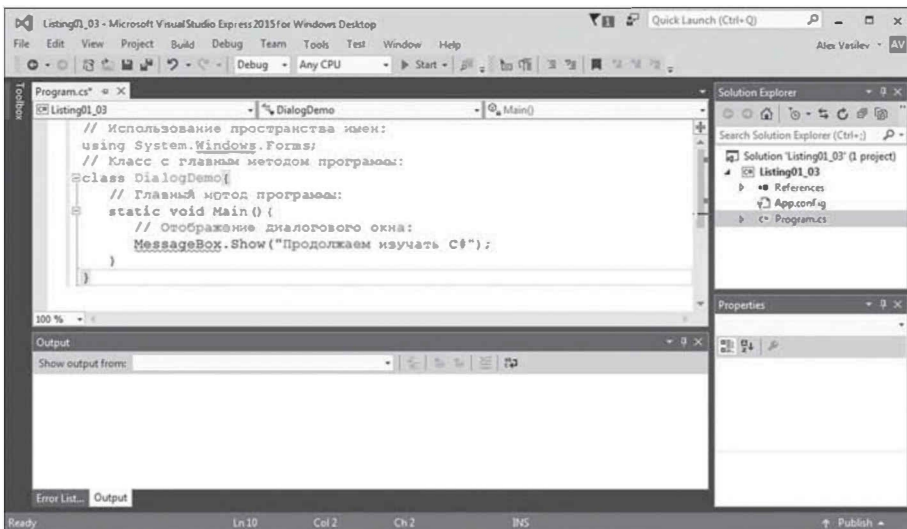 Listing01_03 - Microsoft Visual Studio Express 2015 for Windows Desktop
Quick Launch (Ctrl+Q)
File Edit View Project Build Debug Team Tools Test Window Help
Alex Vasilev AV
Debug Any CPU Start
Toolbox
Program.cs*
Listing01_03 DialogDemo Main()
// Использование пространства имен:
using System.Windows.Forms;
// Класс с главным методом программы:
class DialogDemo{
// Главный метод программы:
static void Main(){
// Отображение диалогового окна:
MessageBox.Show("Продолжаем изучать C#");
}
}
100 %
Solution Explorer
Search Solution Explorer (Ctrl+;)
Solution 'Listing01_03' (1 project)
C# Listing01_03
References
App.config
C# Program.cs
Properties
Output
Show output from:
Error List... Output
Ready Ln 10 Col 2 Ch 2 INS Publish